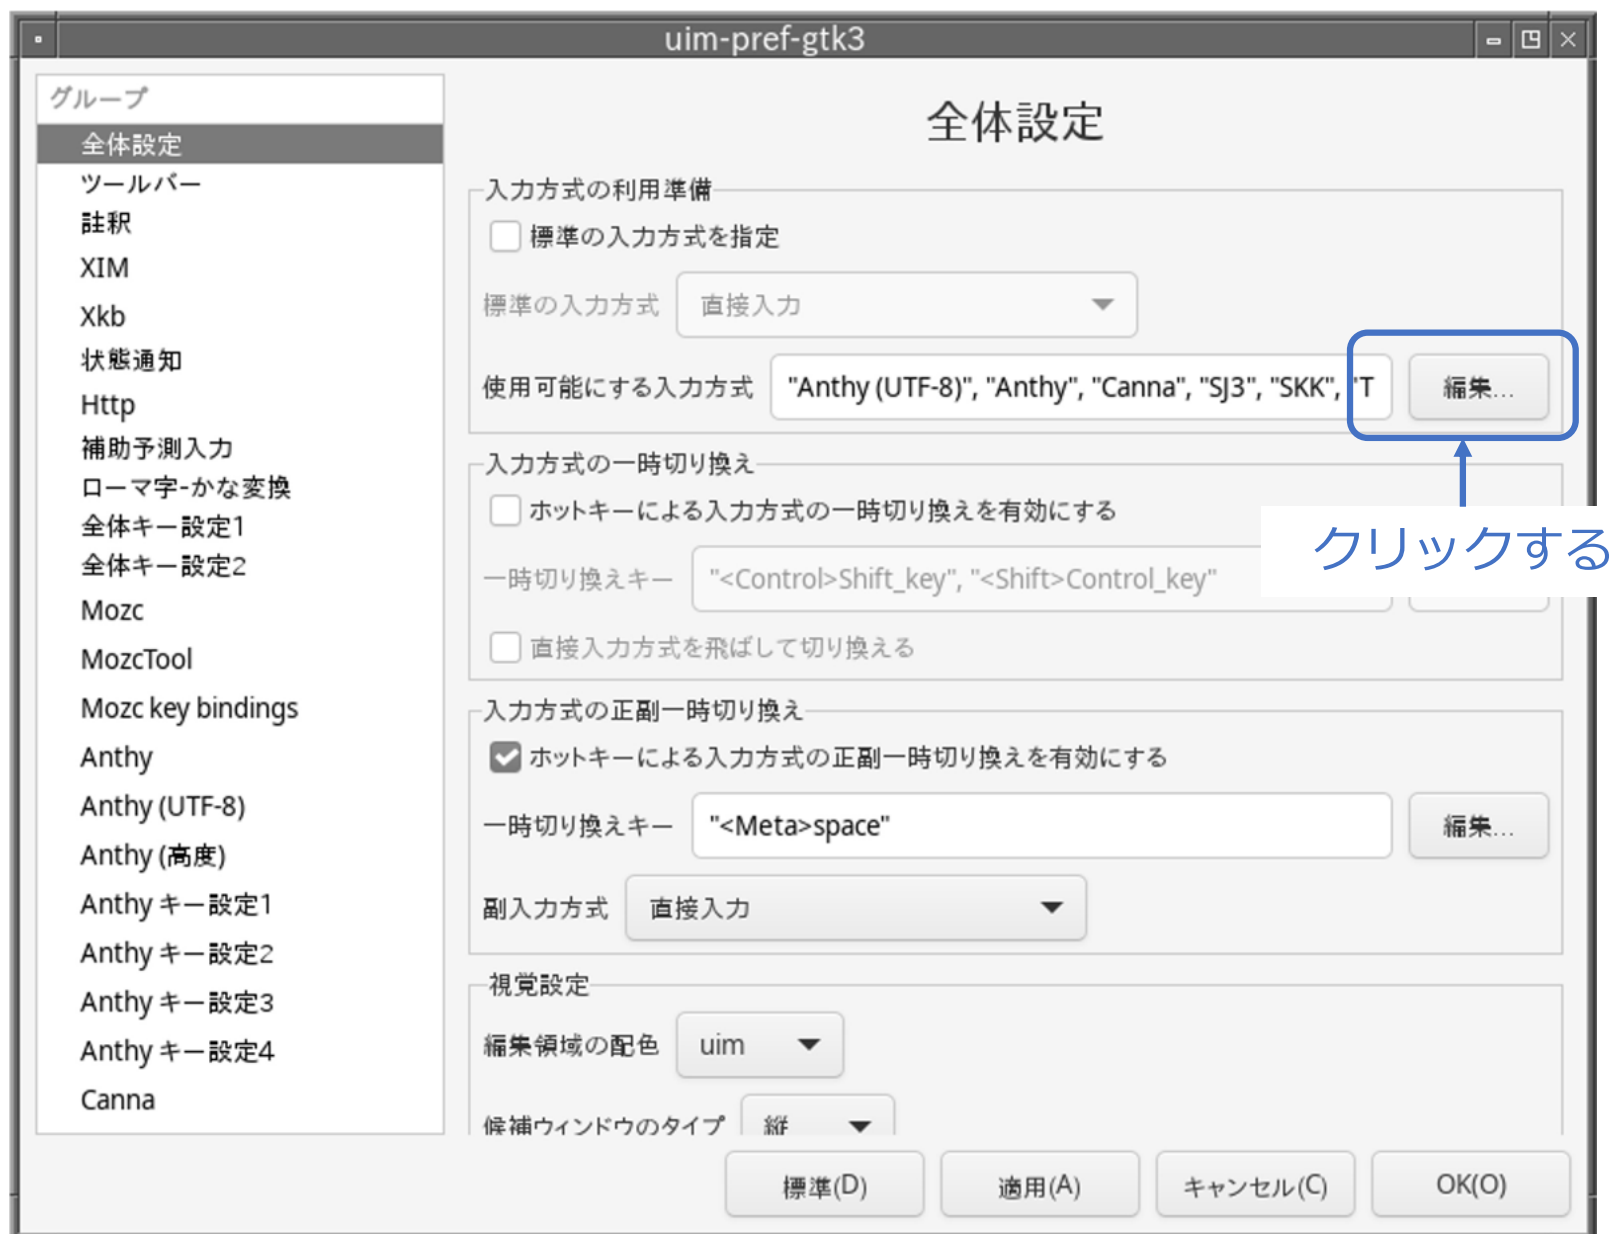 uim-pref-gtk3
グループ
全体設定
ツールバー
註釈
XIM
Xkb
状態通知
Http
補助予測入力
ローマ字-かな変換
全体キー設定1
全体キー設定2
Mozc
MozcTool
Mozc key bindings
Anthy
Anthy (UTF-8)
Anthy (高度)
Anthy キー設定1
Anthy キー設定2
Anthy キー設定3
Anthy キー設定4
Canna
全体設定
入力方式の利用準備
標準の入力方式を指定
標準の入力方式 直接入力
使用可能にする入力方式 "Anthy (UTF-8)", "Anthy", "Canna", "SJ3", "SKK", "T 編集...
入力方式の一時切り換え
ホットキーによる入力方式の一時切り換えを有効にする
クリックする
一時切り換えキー "<Control>Shift_key", "<Shift>Control_key"
直接入力方式を飛ばして切り換える
入力方式の正副一時切り換え
ホットキーによる入力方式の正副一時切り換えを有効にする
一時切り換えキー "<Meta>space" 編集...
副入力方式 直接入力
視覚設定
編集領域の配色 uim
候補ウィンドウのタイプ 縦
標準(D) 適用(A) キャンセル(C) OK(O)